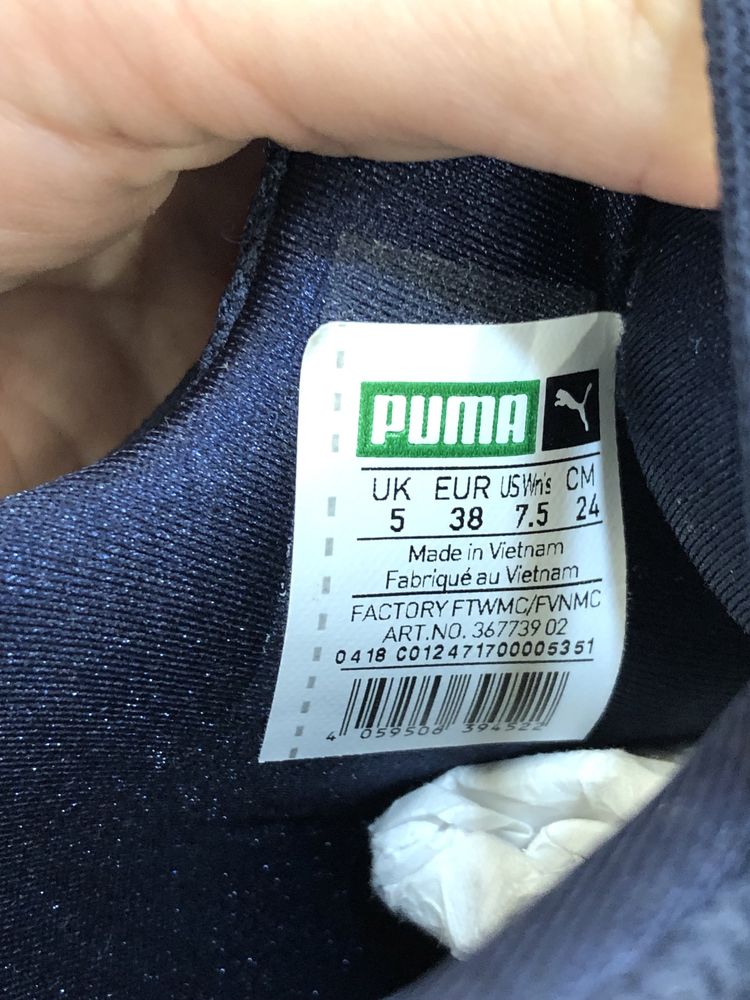 PUMA
UK EUR US Wn's CM
5 38 7.5 24
Made in Vietnam
Fabriqué au Vietnam
FACTORY FTWMC/FVNMC
ART.NO. 367739 02
0418 C012471700005351
4 059506 394522